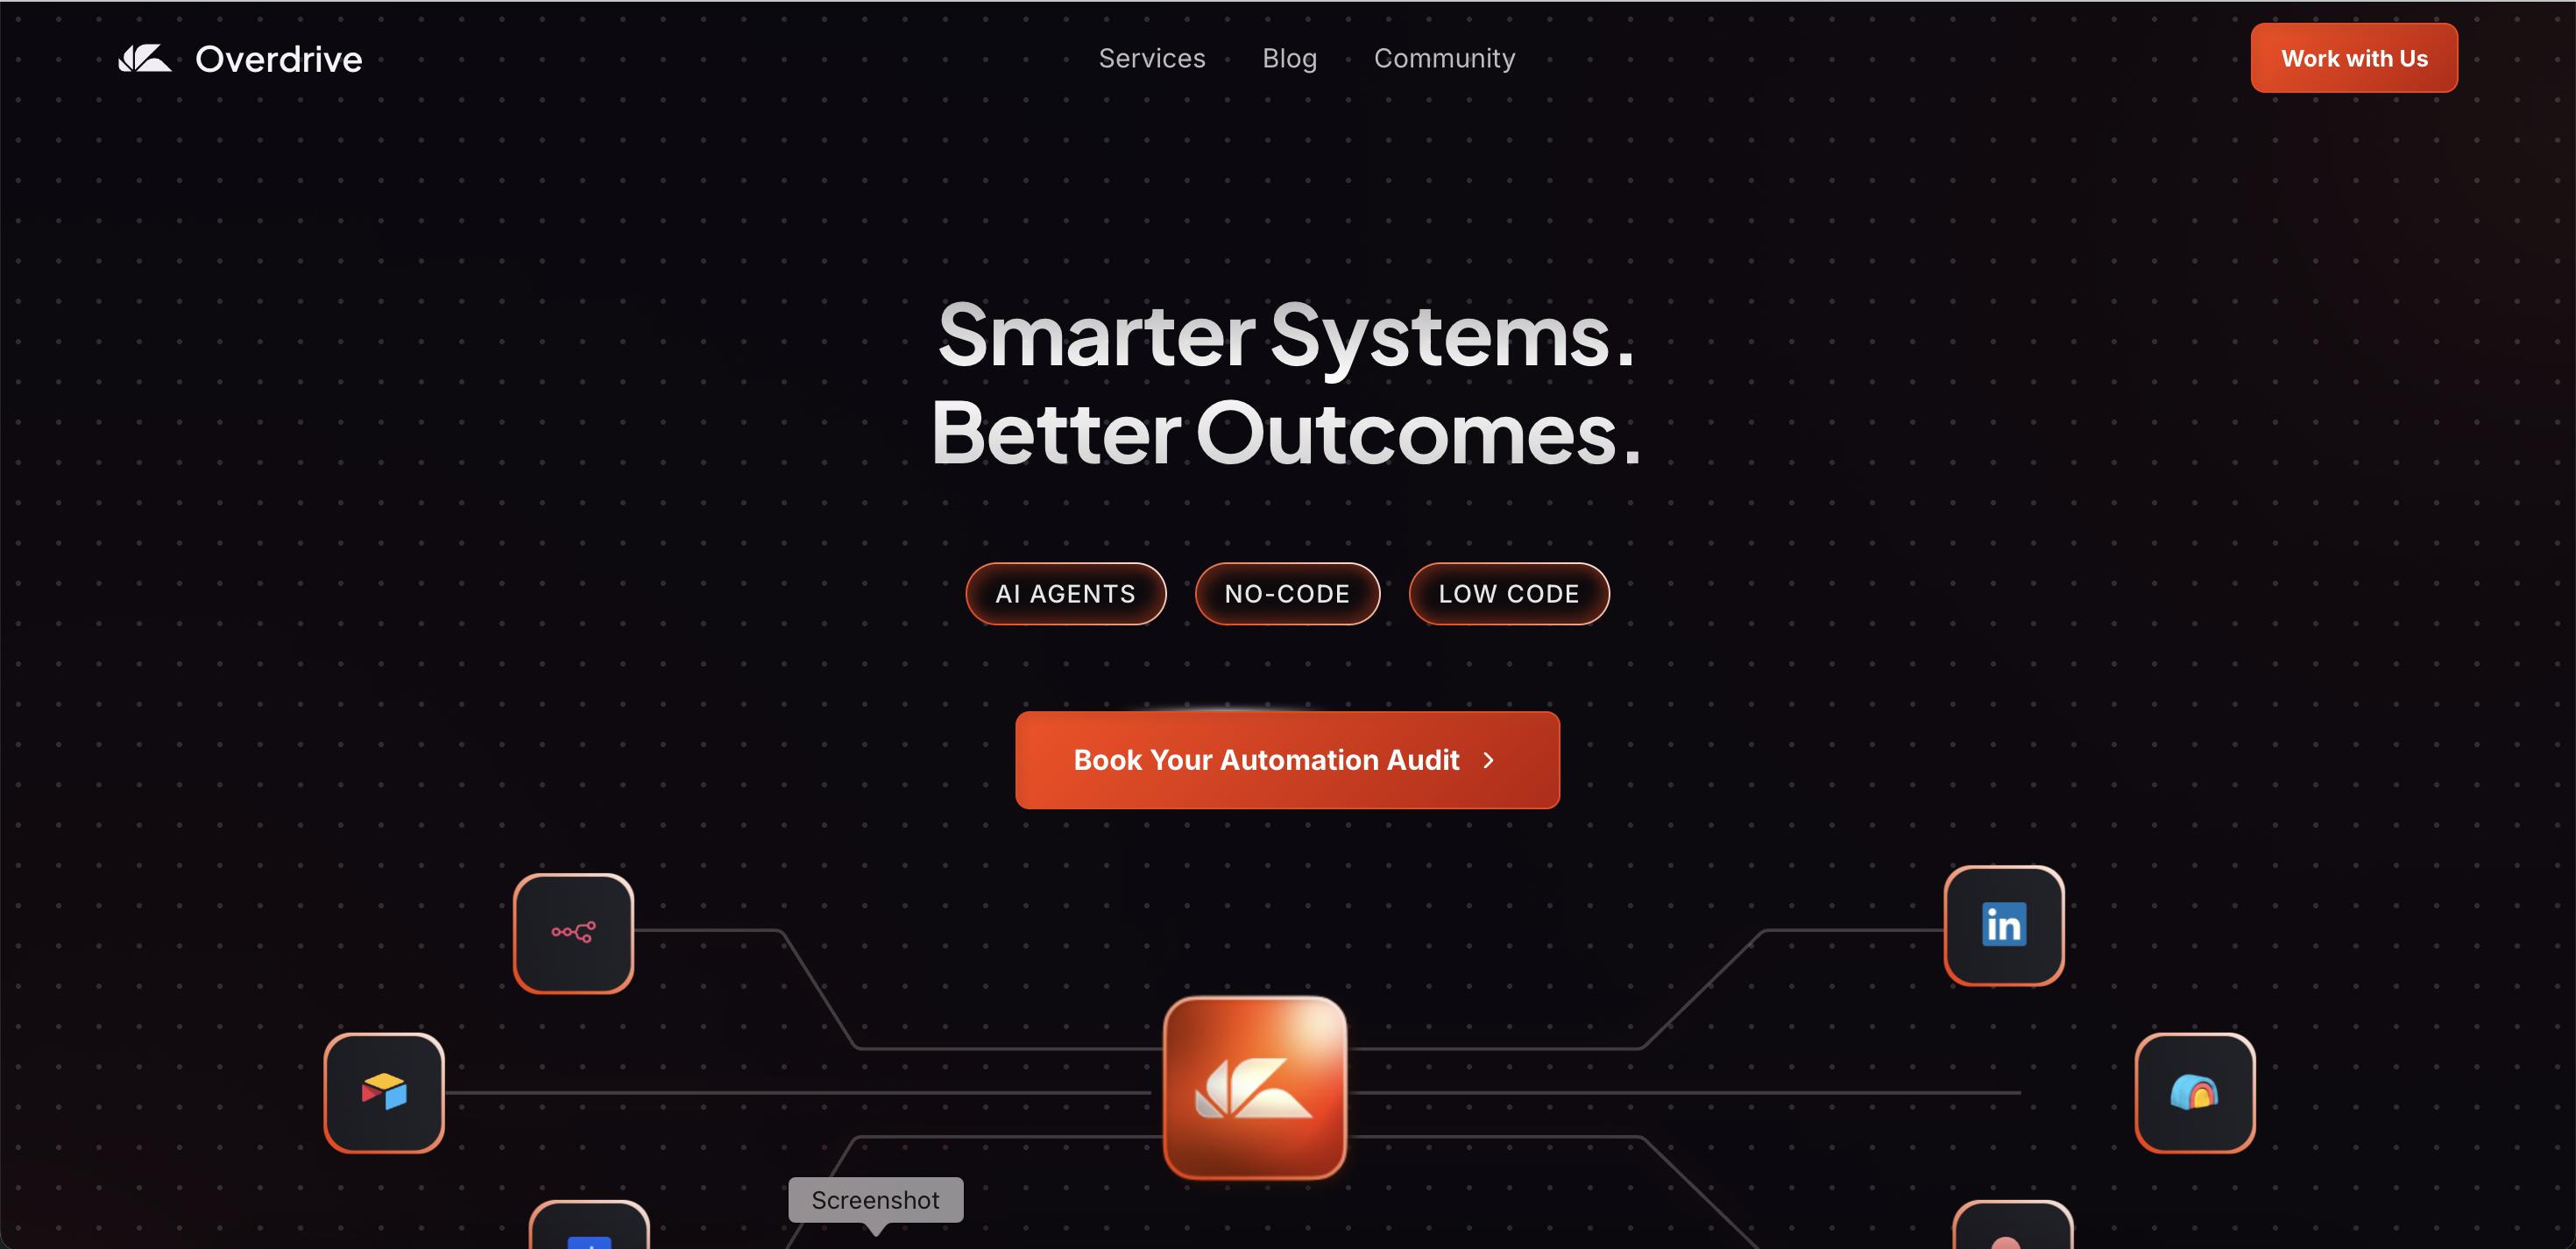 Overdrive
Services
Blog
Community
Work with Us
Smarter Systems.
Better Outcomes.
AI AGENTS
NO-CODE
LOW CODE
Book Your Automation Audit
in
Screenshot